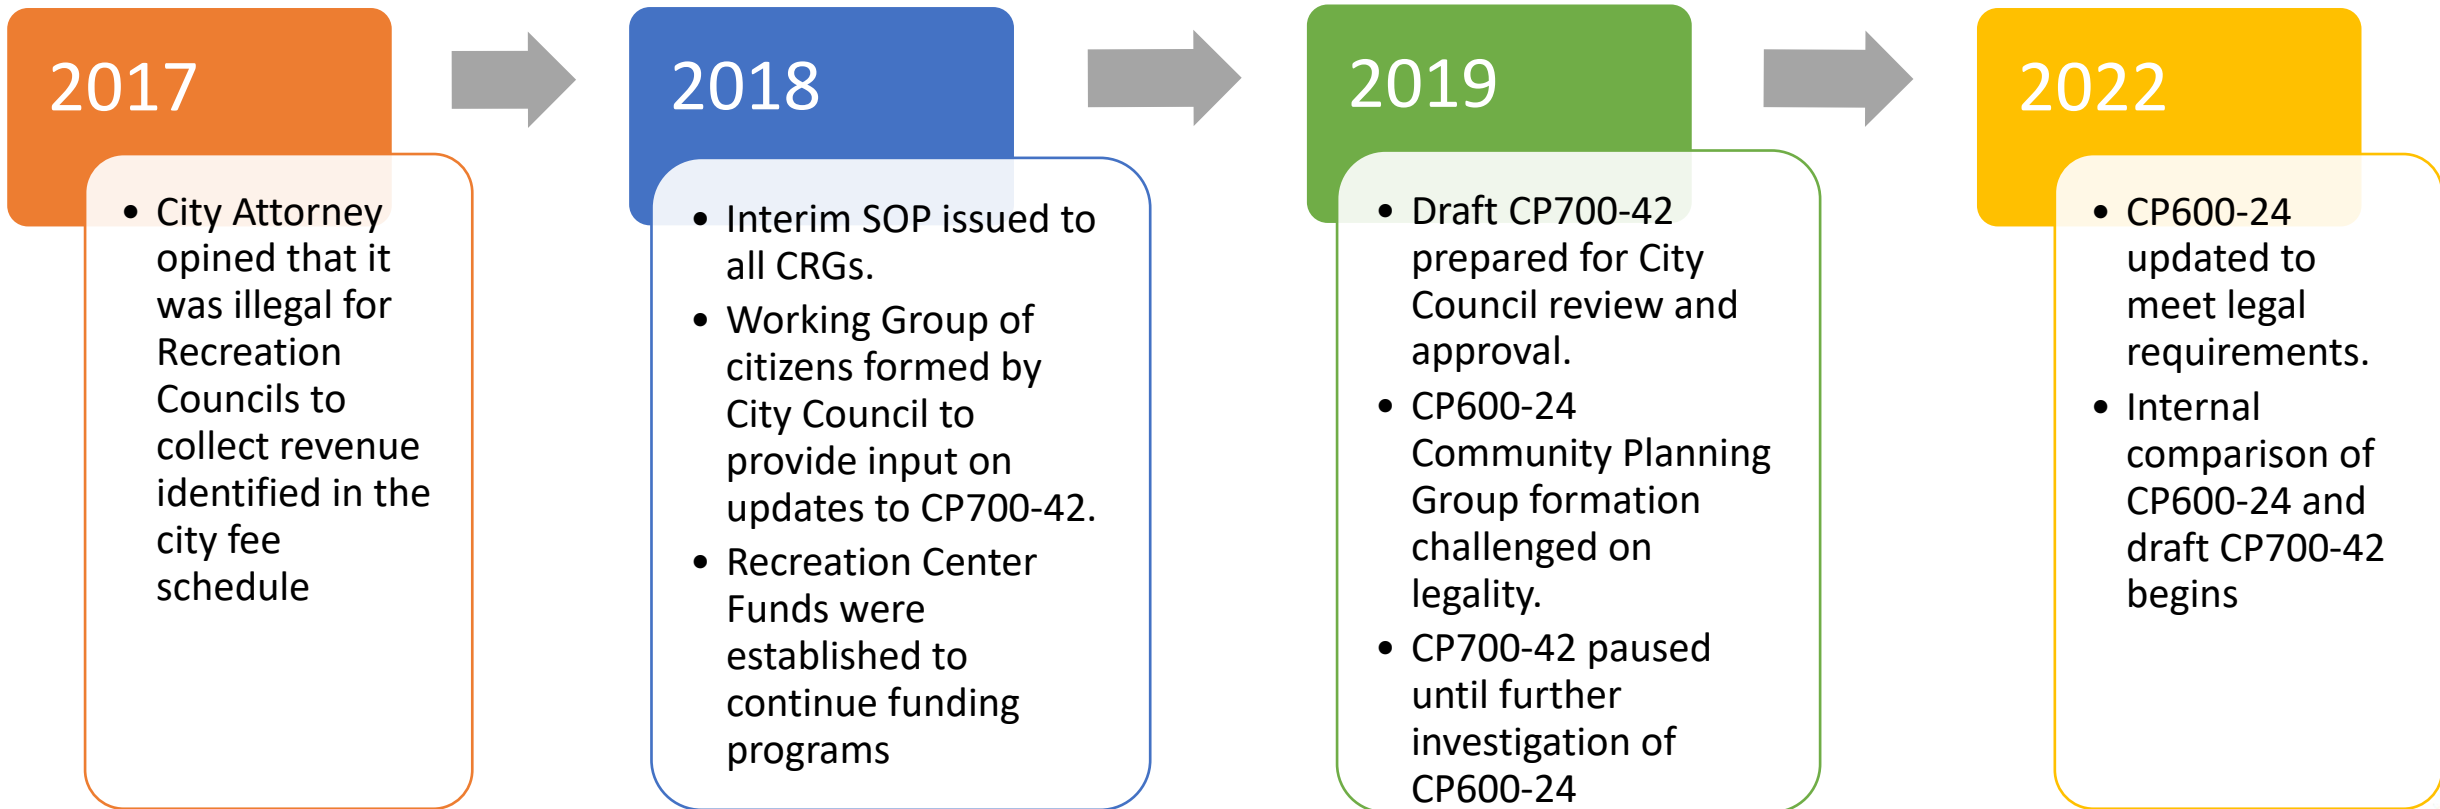 2017
• City Attorney
opined that it
was illegal for
Recreation
Councils to
collect revenue
identified in the
city fee
schedule
2018
• Interim SOP issued to
all CRGs.
• Working Group of
citizens formed by
City Council to
provide input on
updates to CP700-42.
• Recreation Center
Funds were
established to
continue funding
programs
2019
• Draft CP700-42
prepared for City
Council review and
approval.
• CP600-24
Community Planning
Group formation
challenged on
legality.
• CP700-42 paused
until further
investigation of
CP600-24
2022
• CP600-24
updated to
meet legal
requirements.
• Internal
comparison of
CP600-24 and
draft CP700-42
begins